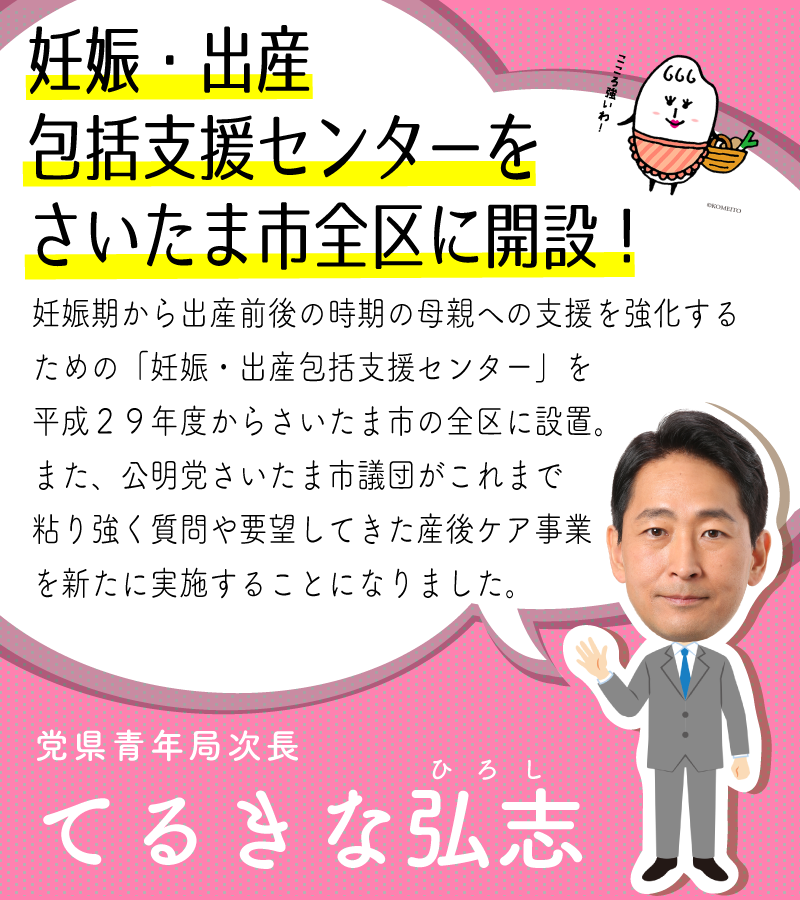 妊娠・出産
包括支援センターを
さいたま市全区に開設！
こころ強いわ！
©KOMEITO
妊娠期から出産前後の時期の母親への支援を強化する
ための「妊娠・出産包括支援センター」を
平成２９年度からさいたま市の全区に設置。
また、公明党さいたま市議団がこれまで
粘り強く質問や要望してきた産後ケア事業
を新たに実施することになりました。
党県青年局次長
ひろし
てるきな弘志